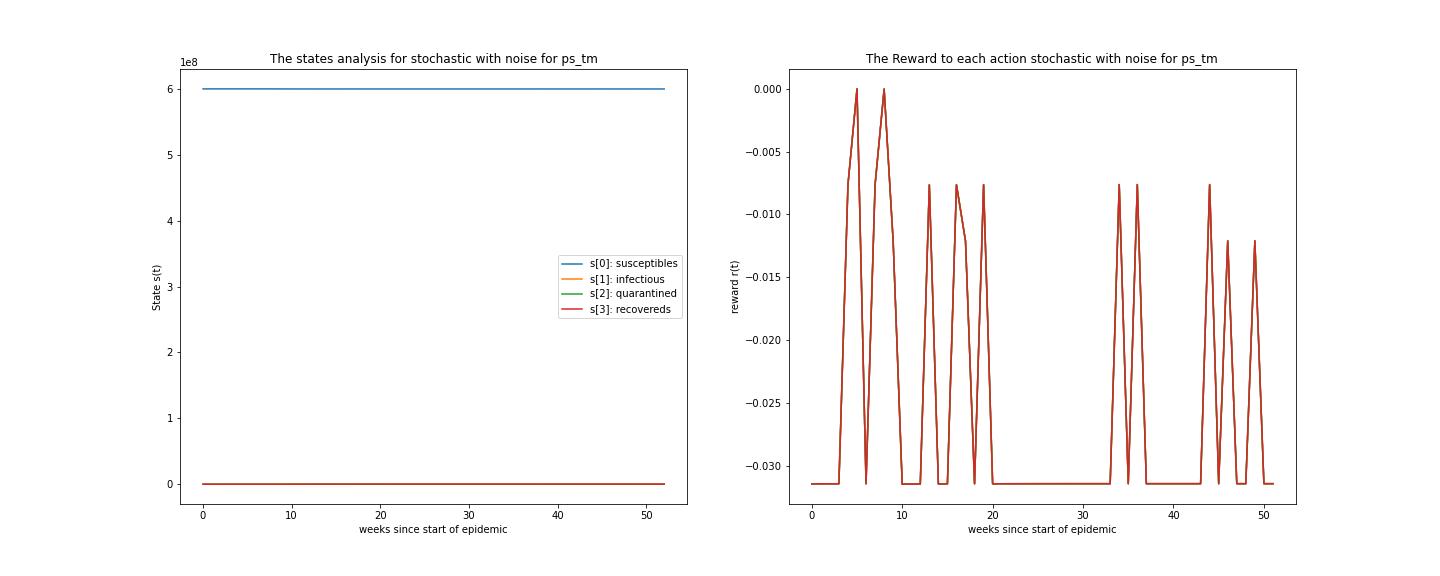 The states analysis for stochastic with noise for ps_tm
1e8
6
5
4
3
2
1
0
State s(t)
s[0]: susceptibles
s[1]: infectious
s[2]: quarantined
s[3]: recovereds
0 10 20 30 40 50
weeks since start of epidemic
The Reward to each action stochastic with noise for ps_tm
0.000
−0.005
−0.010
−0.015
−0.020
−0.025
−0.030
reward r(t)
0 10 20 30 40 50
weeks since start of epidemic